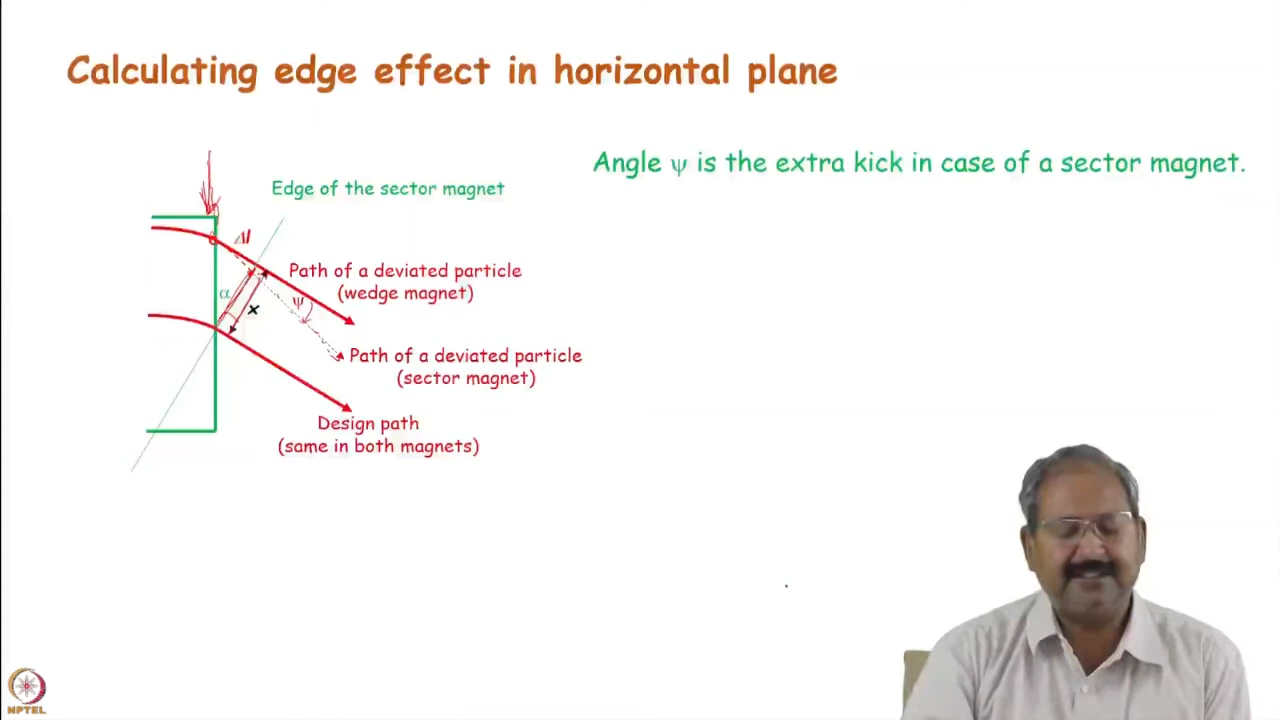 Calculating edge effect in horizontal plane
Angle ψ is the extra kick in case of a sector magnet.
Edge of the sector magnet
Δl
Path of a deviated particle
(wedge magnet)
α
ψ
x
Path of a deviated particle
(sector magnet)
Design path
(same in both magnets)
NPTEL